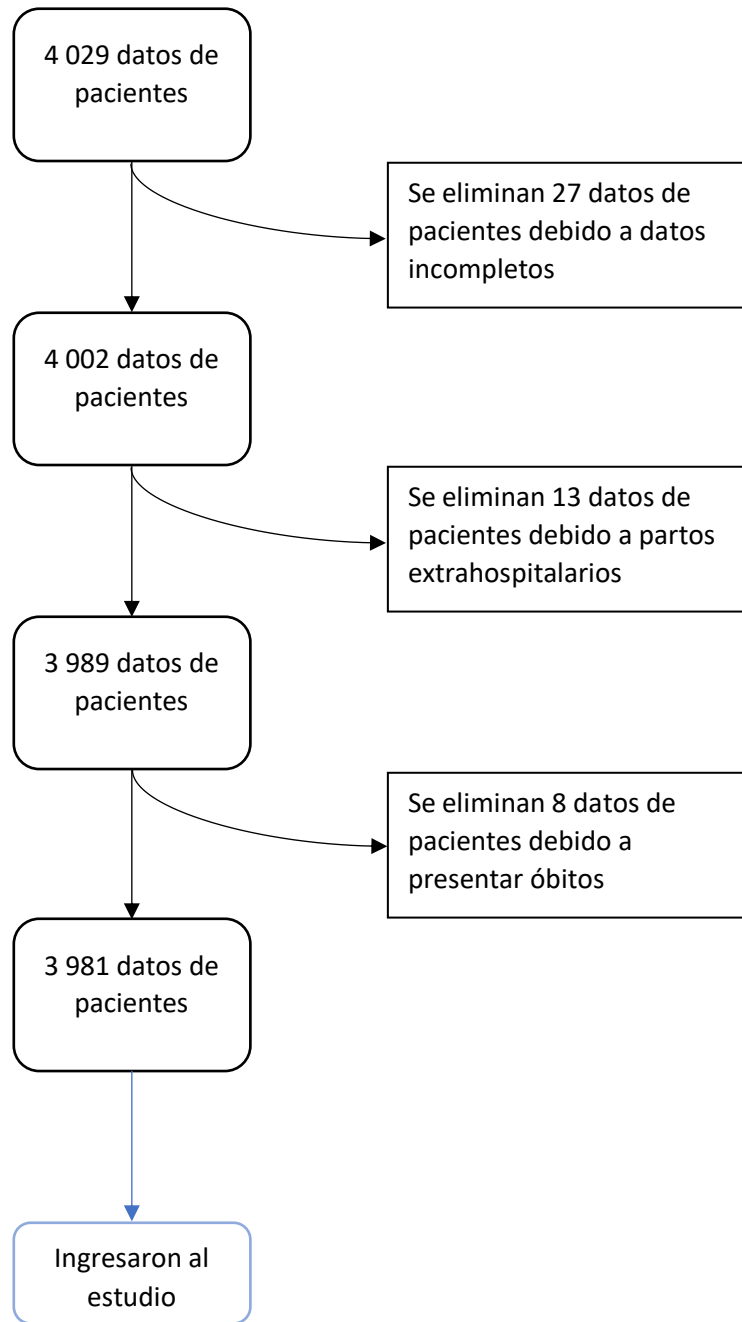 4 029 datos de
pacientes
Se eliminan 27 datos de
pacientes debido a datos
incompletos
4 002 datos de
pacientes
Se eliminan 13 datos de
pacientes debido a partos
extrahospitalarios
3 989 datos de
pacientes
Se eliminan 8 datos de
pacientes debido a
presentar óbitos
3 981 datos de
pacientes
Ingresaron al
estudio